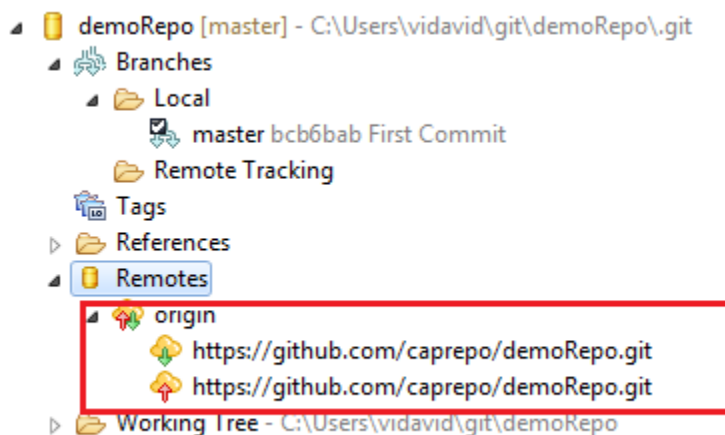 demoRepo [master] - C:\Users\vidavid\git\demoRepo\.git
Branches
Local
master bcb6bab First Commit
Remote Tracking
Tags
References
Remotes
origin
https://github.com/caprepo/demoRepo.git
https://github.com/caprepo/demoRepo.git
Working Tree - C:\Users\vidavid\git\demoRepo